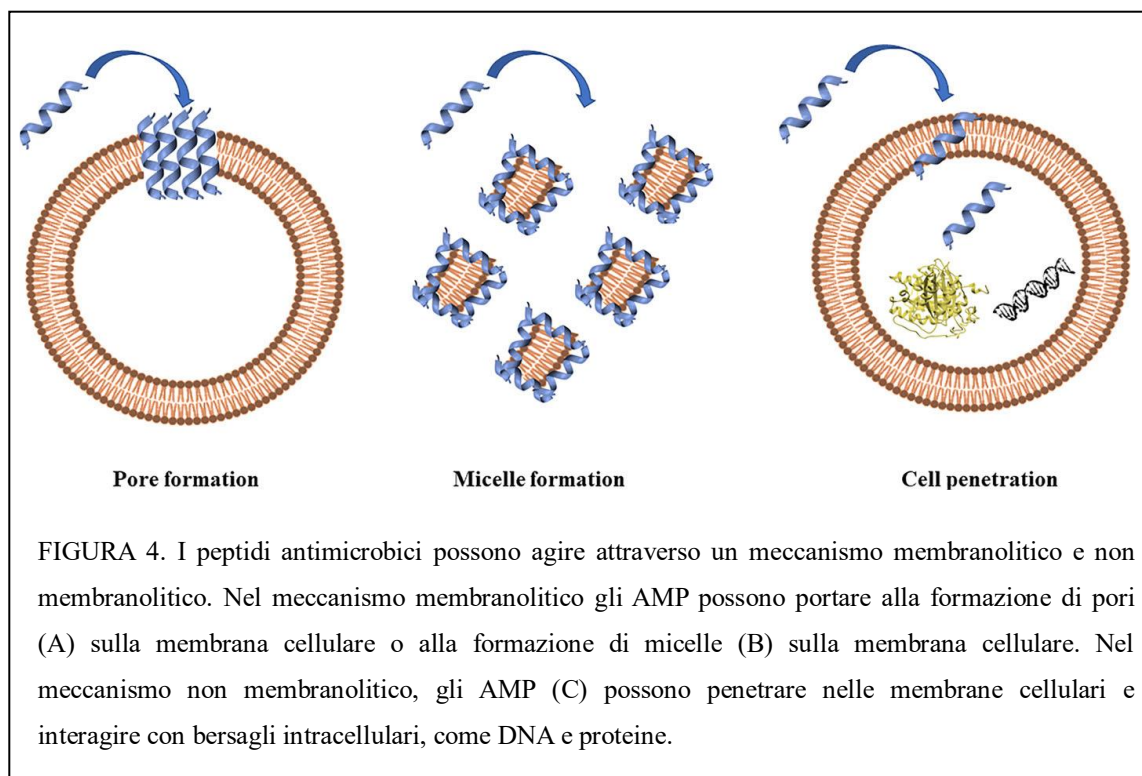 Pore formation
Micelle formation
Cell penetration
FIGURA 4. I peptidi antimicrobici possono agire attraverso un meccanismo membranolitico e non
membranolitico. Nel meccanismo membranolitico gli AMP possono portare alla formazione di pori
(A) sulla membrana cellulare o alla formazione di micelle (B) sulla membrana cellulare. Nel
meccanismo non membranolitico, gli AMP (C) possono penetrare nelle membrane cellulari e
interagire con bersagli intracellulari, come DNA e proteine.